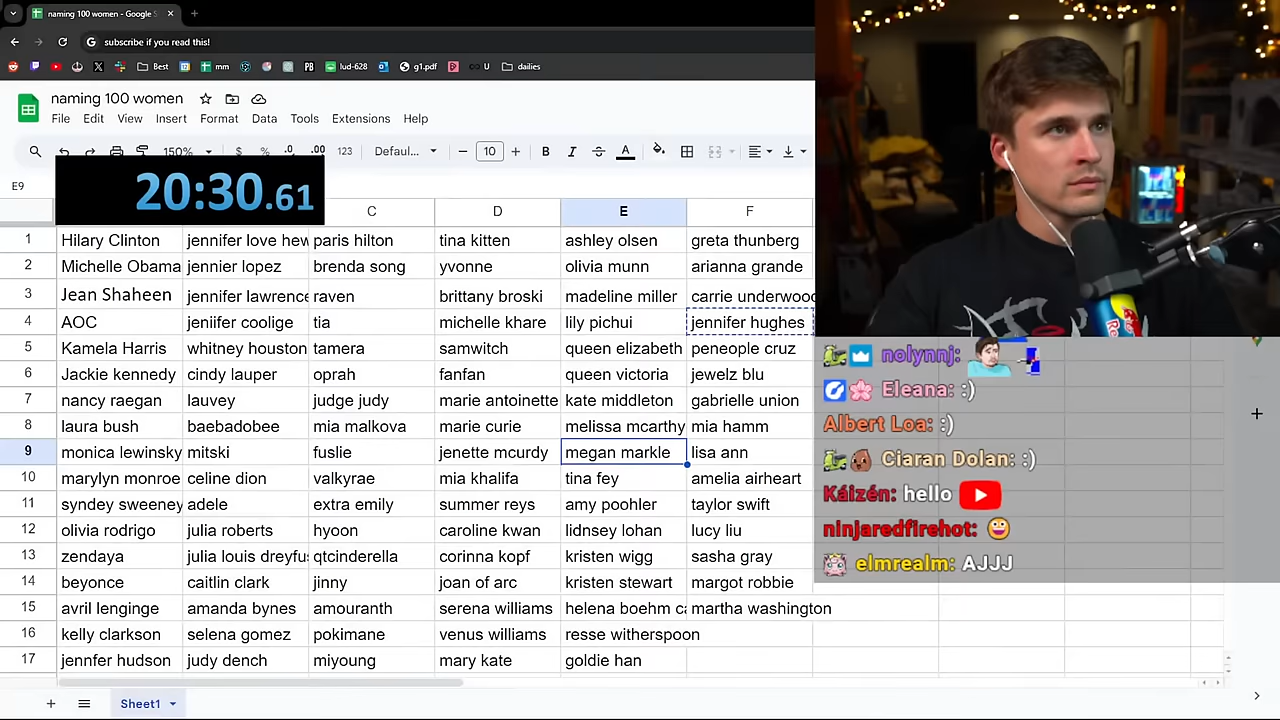 naming 100 women - Google S
subscribe if you read this!
Best
mm
PB
lud-628
g1.pdf
U
dailies
naming 100 women
File Edit View Insert Format Data Tools Extensions Help
150% $ % .0 .00 123 Defaul... 10 B I S A
E9
20:30.61
C D E F
1 Hilary Clinton jennifer love hew paris hilton tina kitten ashley olsen greta thunberg
2 Michelle Obama jennier lopez brenda song yvonne olivia munn arianna grande
3 Jean Shaheen jennifer lawrence raven brittany broski madeline miller carrie underwood
4 AOC jeniifer coolige tia michelle khare lily pichui jennifer hughes
5 Kamela Harris whitney houston tamera samwitch queen elizabeth peneople cruz
6 Jackie kennedy cindy lauper oprah fanfan queen victoria jewelz blu
7 nancy raegan lauvey judge judy marie antoinette kate middleton gabrielle union
8 laura bush baebadobee mia malkova marie curie melissa mcarthy mia hamm
9 monica lewinsky mitski fuslie jenette mcurdy megan markle lisa ann
10 marylyn monroe celine dion valkyrae mia khalifa tina fey amelia airheart
11 syndey sweeney adele extra emily summer reys amy poohler taylor swift
12 olivia rodrigo julia roberts hyoon caroline kwan lidnsey lohan lucy liu
13 zendaya julia louis dreyfus qtcinderella corinna kopf kristen wigg sasha gray
14 beyonce caitlin clark jinny joan of arc kristen stewart margot robbie
15 avril lenginge amanda bynes amouranth serena williams helena boehm ca martha washington
16 kelly clarkson selena gomez pokimane venus williams resse witherspoon
17 jennfer hudson judy dench miyoung mary kate goldie han
Sheet1
nolynnj:
Eleana: :)
Albert Loa: :)
Ciaran Dolan: :)
Káizén: hello
ninjaredfirehot:
elmrealm: AJJJ
Red